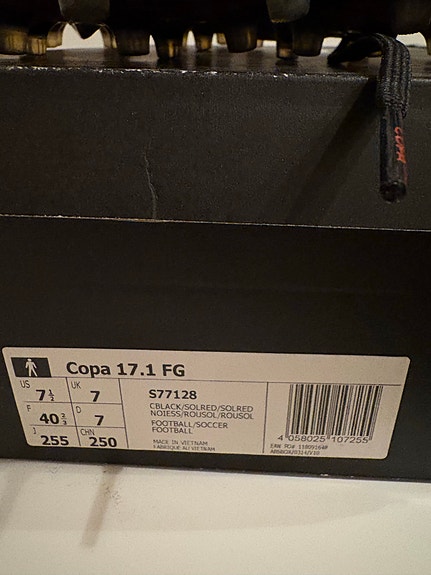 COPA
Copa 17.1 FG
US 7½ UK 7
F 40⅔ D 7
J 255 CHN 250
S77128
CBLACK/SOLRED/SOLRED
NOIESS/ROUSOL/ROUSOL
FOOTBALL/SOCCER
FOOTBALL
MADE IN VIETNAM
FABRIQUE AU VIETNAM
4 058025 107255